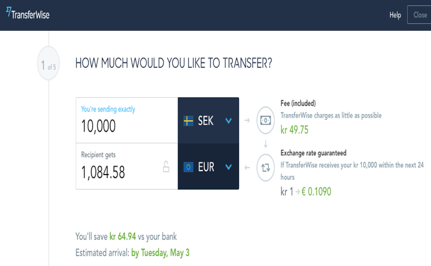 TransferWise
Help
Close
1 of 5
HOW MUCH WOULD YOU LIKE TO TRANSFER?
You're sending exactly
10,000
SEK
Fee (included)
TransferWise charges as little as possible
kr 49.75
Recipient gets
1,084.58
EUR
Exchange rate guaranteed
If TransferWise receives your kr 10,000 within the next 24
hours
kr 1 → € 0.1090
You'll save kr 64.94 vs your bank
Estimated arrival: by Tuesday, May 3